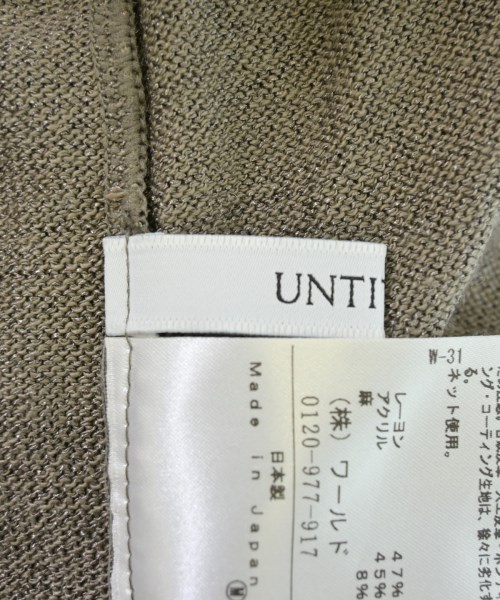 UNTI
レーヨン 47%
アクリル 45%
麻 8%
(株)ワールド
0120-977-917
日本製
Made in Japan
M
ネット使用。
る。
ング・コーティング生地は、徐々に劣化す